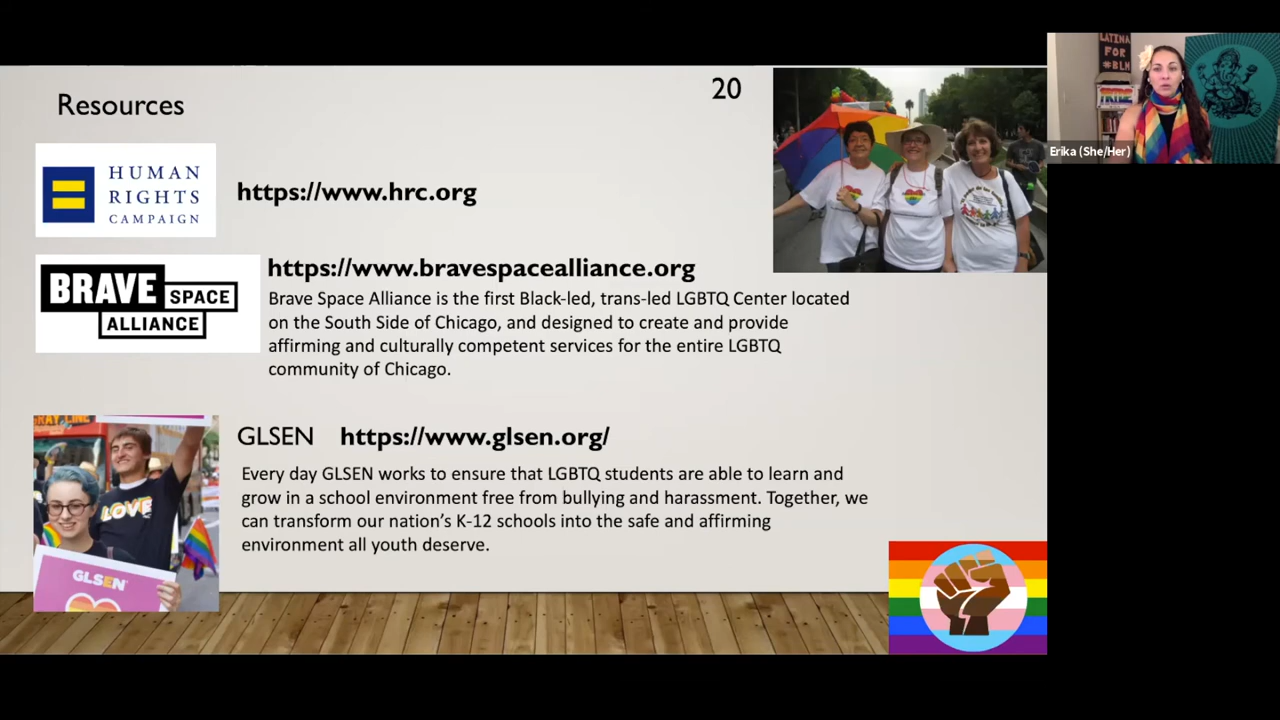 Resources
20
HUMAN
RIGHTS
CAMPAIGN
https://www.hrc.org
BRAVE SPACE
ALLIANCE
https://www.bravespacealliance.org
Brave Space Alliance is the first Black-led, trans-led LGBTQ Center located
on the South Side of Chicago, and designed to create and provide
affirming and culturally competent services for the entire LGBTQ
community of Chicago.
GLSEN https://www.glsen.org/
Every day GLSEN works to ensure that LGBTQ students are able to learn and
grow in a school environment free from bullying and harassment. Together, we
can transform our nation's K-12 schools into the safe and affirming
environment all youth deserve.
GRAY LINE
LOVE
GLSEN
LATINA
FOR
#BLM
PRIDE
Erika (She/Her)